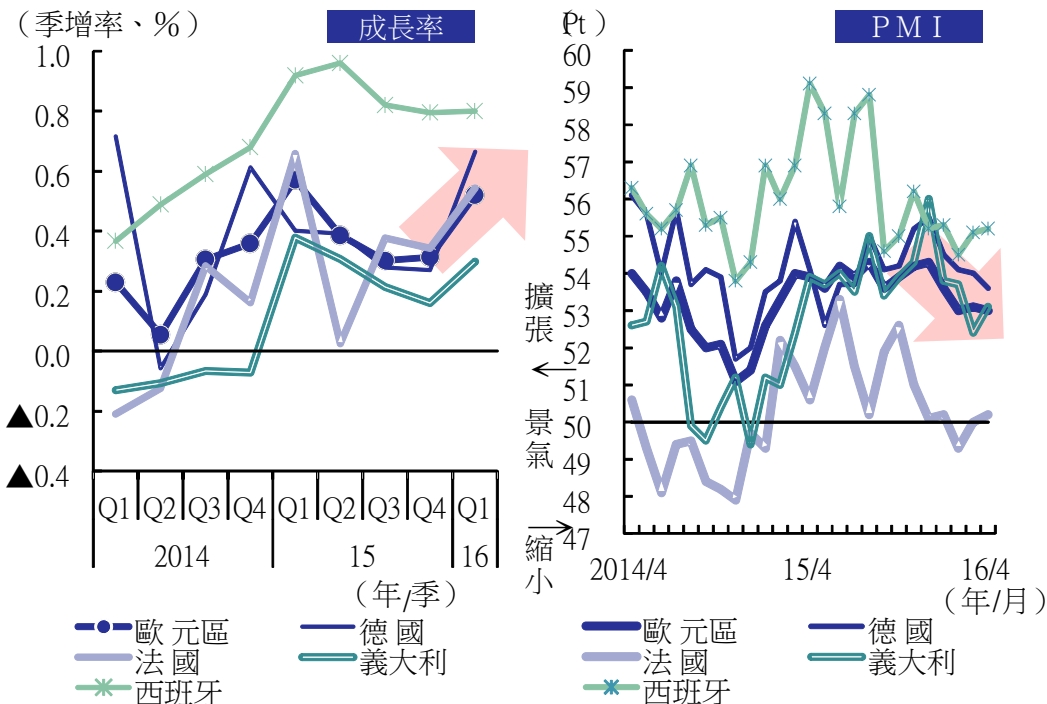 （季增率、%）
成長率
1.0
0.8
0.6
0.4
0.2
0.0
▲0.2
▲0.4
Q1 Q2 Q3 Q4 Q1 Q2 Q3 Q4 Q1
2014 15 16
（年/季）
歐元區 德國
法國 義大利
西班牙
（Pt）
ＰＭＩ
60
59
58
57
56
55
54
53
52
51
50
49
48
47
擴張
←
景氣
→
縮小
2014/4 15/4 16/4
（年/月）
歐元區 德國
法國 義大利
西班牙